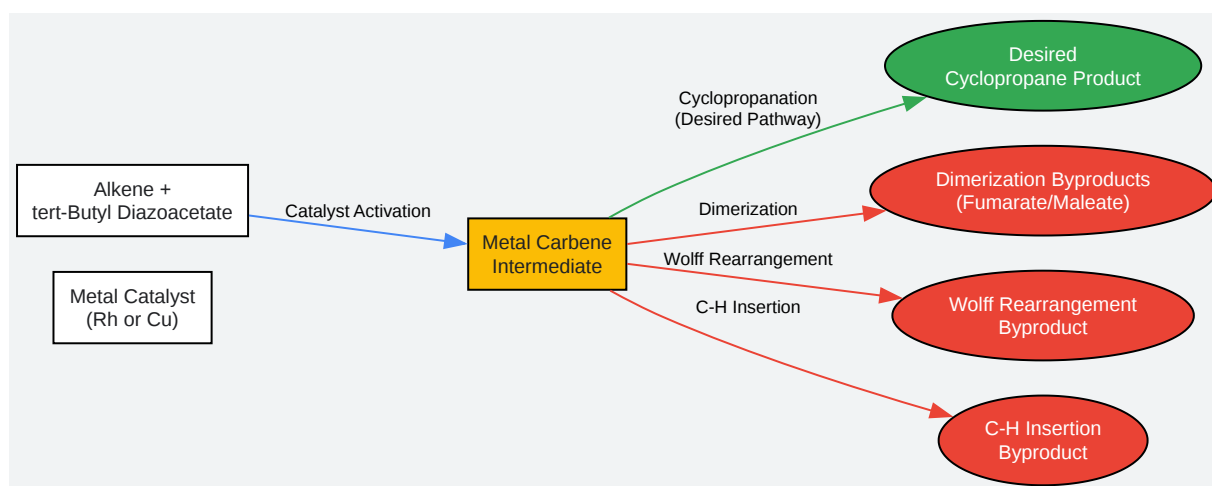 Alkene +
tert-Butyl Diazoacetate
Metal Catalyst
(Rh or Cu)
Catalyst Activation
Metal Carbene
Intermediate
Cyclopropanation
(Desired Pathway)
Dimerization
Wolff Rearrangement
C-H Insertion
Desired
Cyclopropane Product
Dimerization Byproducts
(Fumarate/Maleate)
Wolff Rearrangement
Byproduct
C-H Insertion
Byproduct